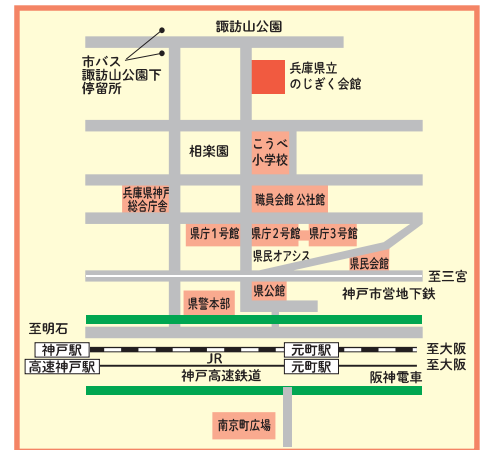 諏訪山公園
市バス
諏訪山公園下
停留所
兵庫県立
のじぎく会館
相楽園
こうべ
小学校
兵庫県神戸
総合庁舎
職員会館 公社館
県庁1号館
県庁2号館
県庁3号館
県民オアシス
県民会館
至三宮
県公館
神戸市営地下鉄
県警本部
至明石
神戸駅
元町駅
至大阪
JR
高速神戸駅
元町駅
至大阪
神戸高速鉄道
阪神電車
南京町広場